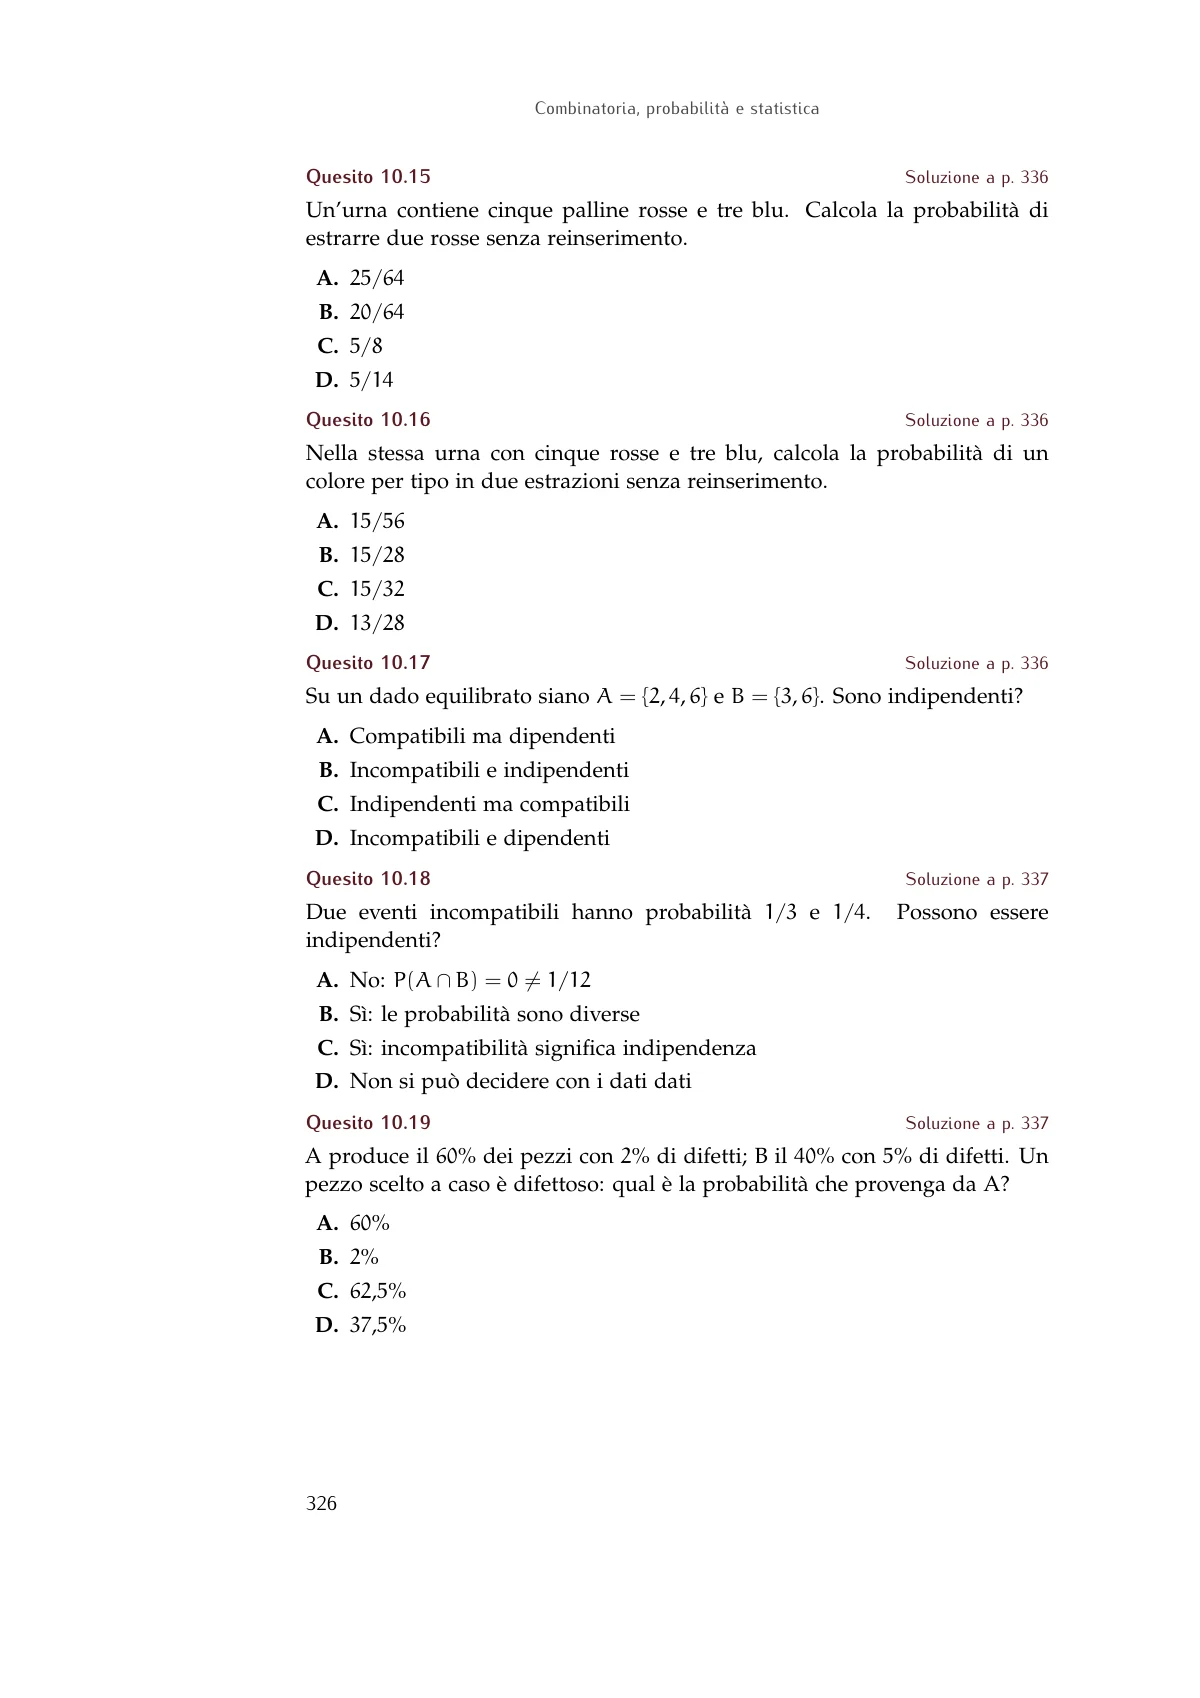 Combinatoria, probabilità e statistica
Quesito 10.15 Soluzione a p. 336
Un'urna contiene cinque palline rosse e tre blu. Calcola la probabilità di
estrarre due rosse senza reinserimento.
A. 25/64
B. 20/64
C. 5/8
D. 5/14
Quesito 10.16 Soluzione a p. 336
Nella stessa urna con cinque rosse e tre blu, calcola la probabilità di un
colore per tipo in due estrazioni senza reinserimento.
A. 15/56
B. 15/28
C. 15/32
D. 13/28
Quesito 10.17 Soluzione a p. 336
Su un dado equilibrato siano A = {2, 4, 6} e B = {3, 6}. Sono indipendenti?
A. Compatibili ma dipendenti
B. Incompatibili e indipendenti
C. Indipendenti ma compatibili
D. Incompatibili e dipendenti
Quesito 10.18 Soluzione a p. 337
Due eventi incompatibili hanno probabilità 1/3 e 1/4. Possono essere
indipendenti?
A. No: P(A ∩ B) = 0 ≠ 1/12
B. Sì: le probabilità sono diverse
C. Sì: incompatibilità significa indipendenza
D. Non si può decidere con i dati dati
Quesito 10.19 Soluzione a p. 337
A produce il 60% dei pezzi con 2% di difetti; B il 40% con 5% di difetti. Un
pezzo scelto a caso è difettoso: qual è la probabilità che provenga da A?
A. 60%
B. 2%
C. 62,5%
D. 37,5%
326